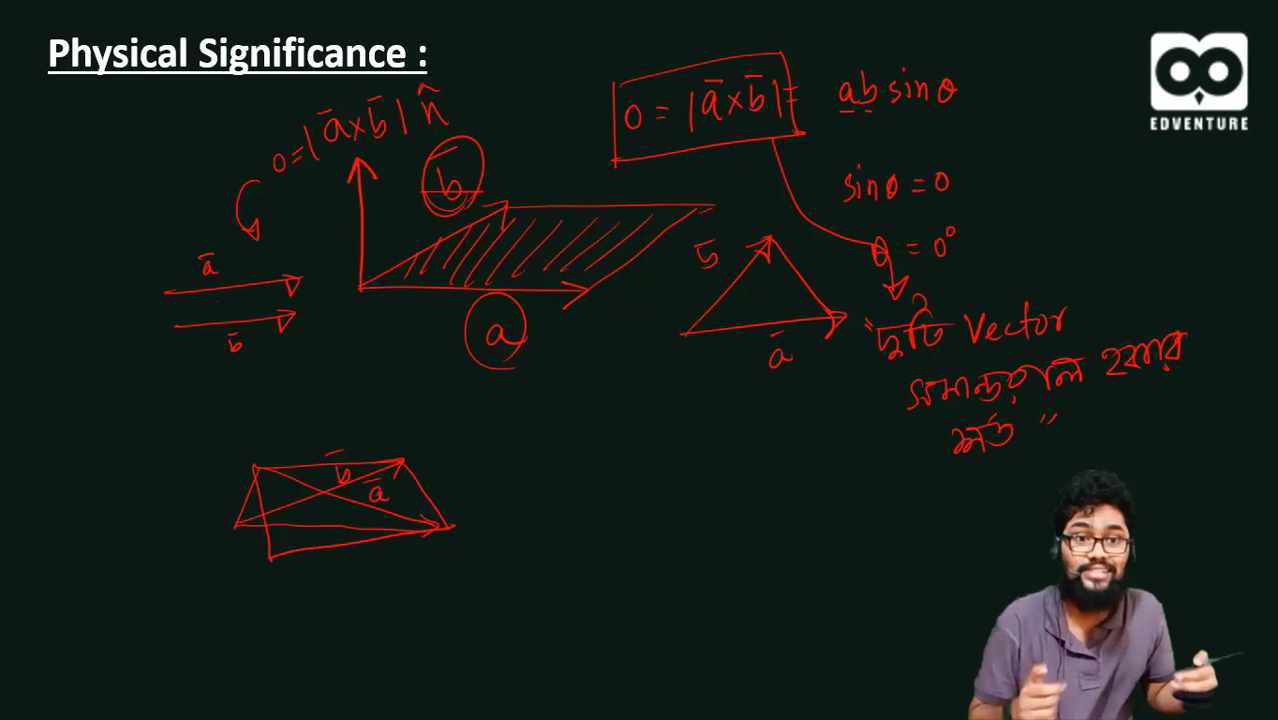 Physical Significance :
EDVENTURE
0=|a̅×b̅| n̂
b̅
a̅
b̅
a
0 = |a̅×b̅| = ab sinθ
sinθ = 0
θ = 0°
b̅
a̅
"দুটি Vector
সমান্তরাল হবার
শর্ত"
b̅
a̅